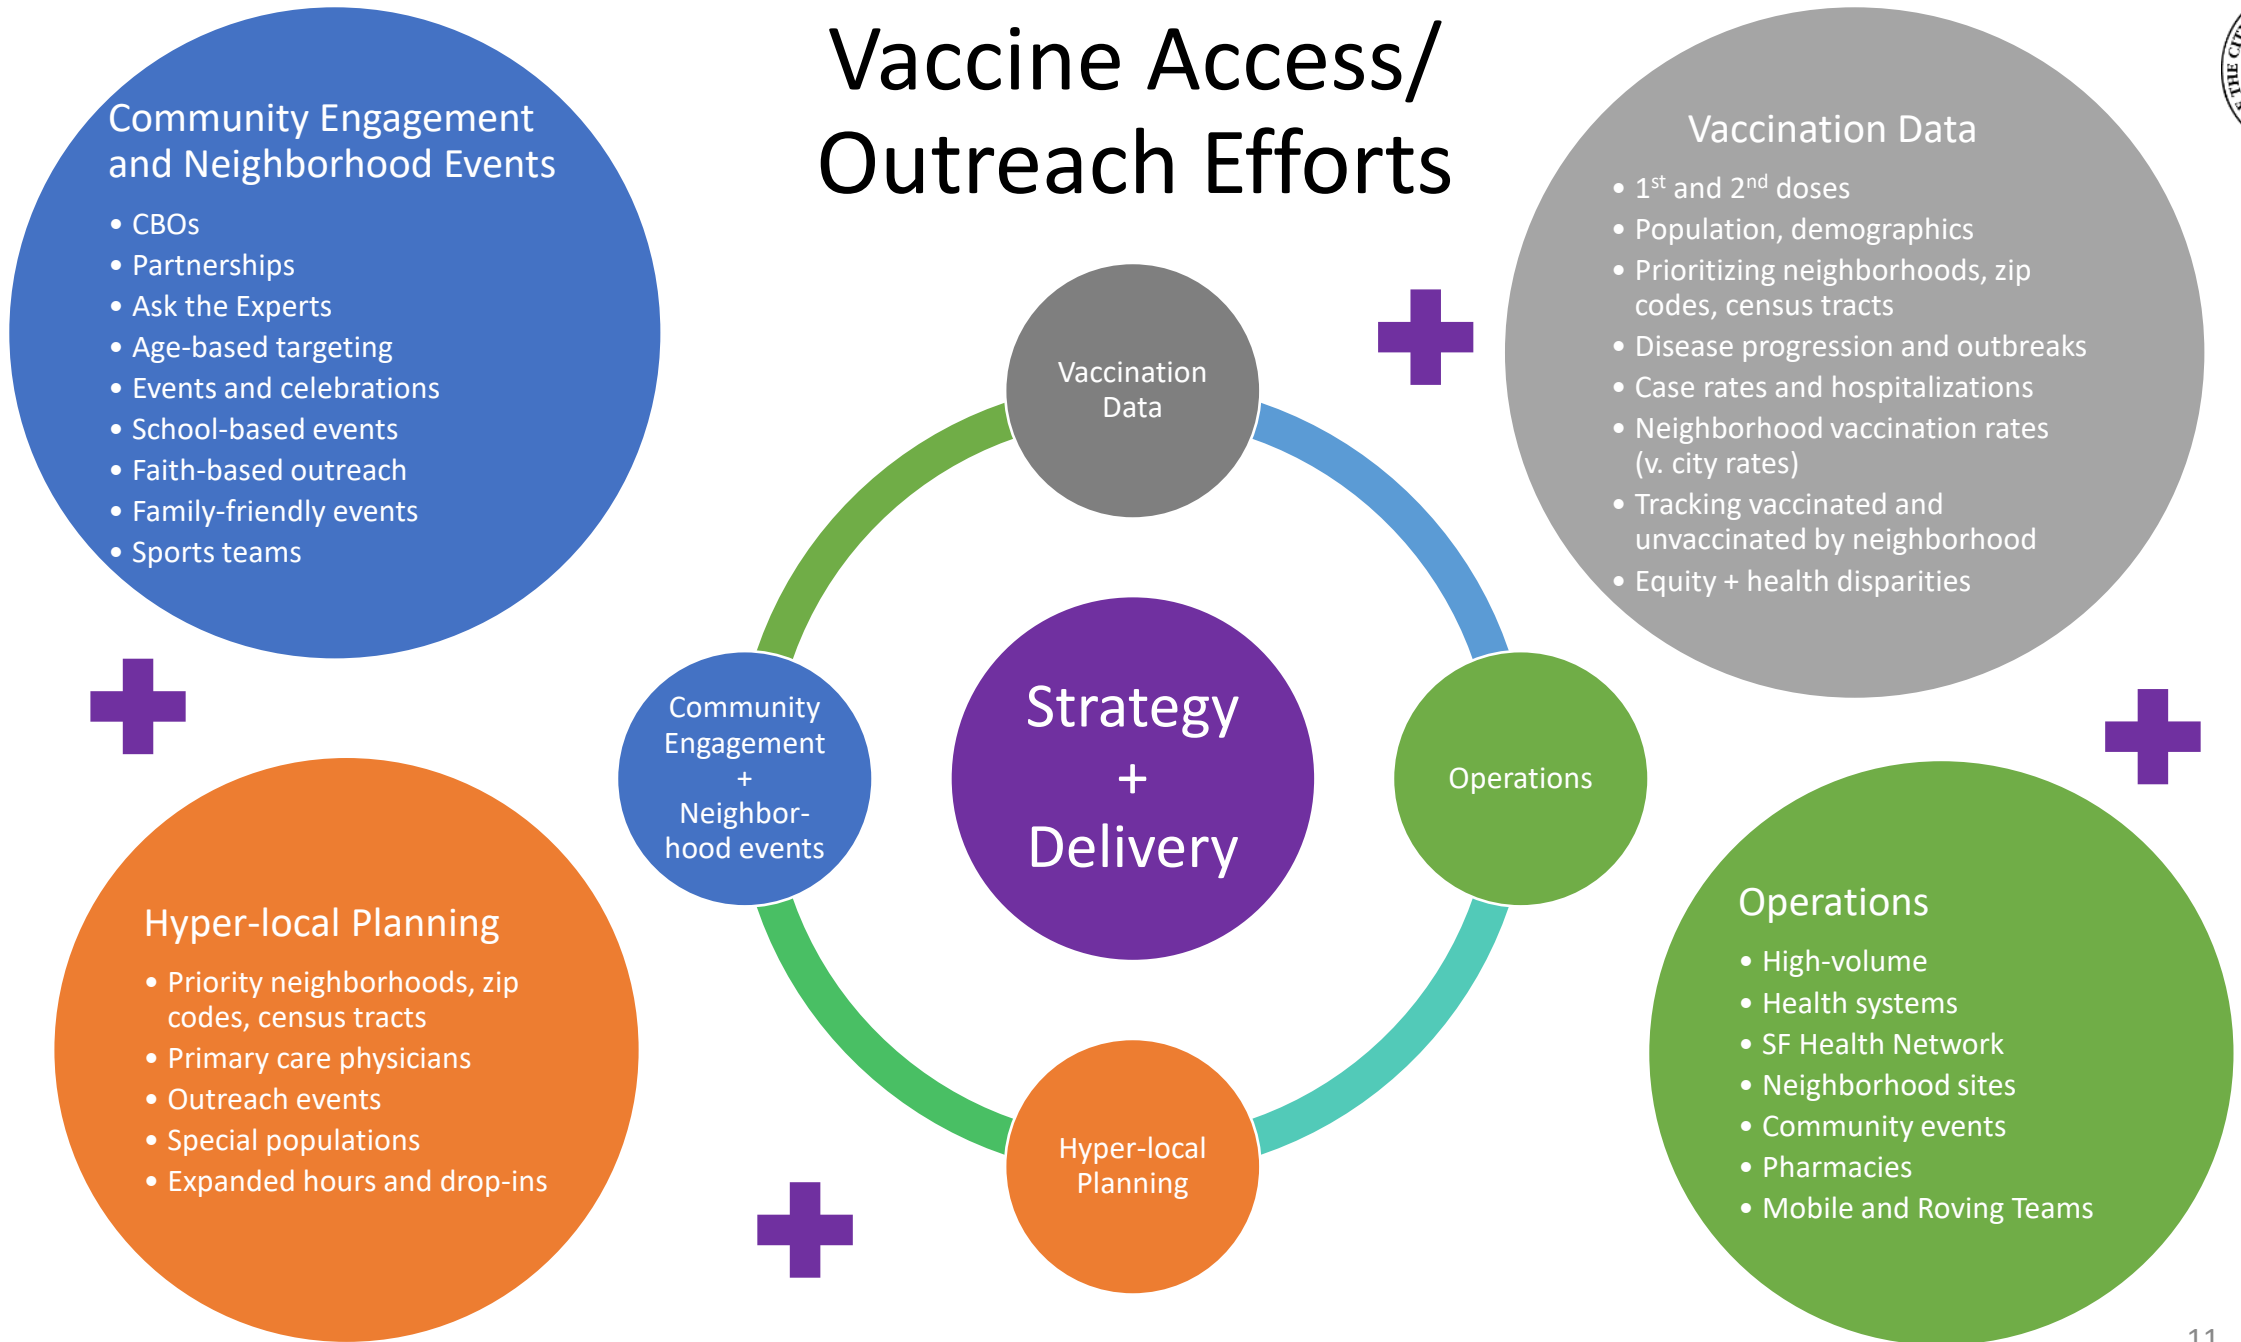 Vaccine Access/
Outreach Efforts
Community Engagement
and Neighborhood Events
• CBOs
• Partnerships
• Ask the Experts
• Age-based targeting
• Events and celebrations
• School-based events
• Faith-based outreach
• Family-friendly events
• Sports teams
Vaccination Data
• 1st and 2nd doses
• Population, demographics
• Prioritizing neighborhoods, zip
codes, census tracts
• Disease progression and outbreaks
• Case rates and hospitalizations
• Neighborhood vaccination rates
(v. city rates)
• Tracking vaccinated and
unvaccinated by neighborhood
• Equity + health disparities
THE CITY
Vaccination
Data
Community
Engagement
+
Neighbor-
hood events
Strategy
+
Delivery
Operations
Hyper-local
Planning
Hyper-local Planning
• Priority neighborhoods, zip
codes, census tracts
• Primary care physicians
• Outreach events
• Special populations
• Expanded hours and drop-ins
Operations
• High-volume
• Health systems
• SF Health Network
• Neighborhood sites
• Community events
• Pharmacies
• Mobile and Roving Teams
11